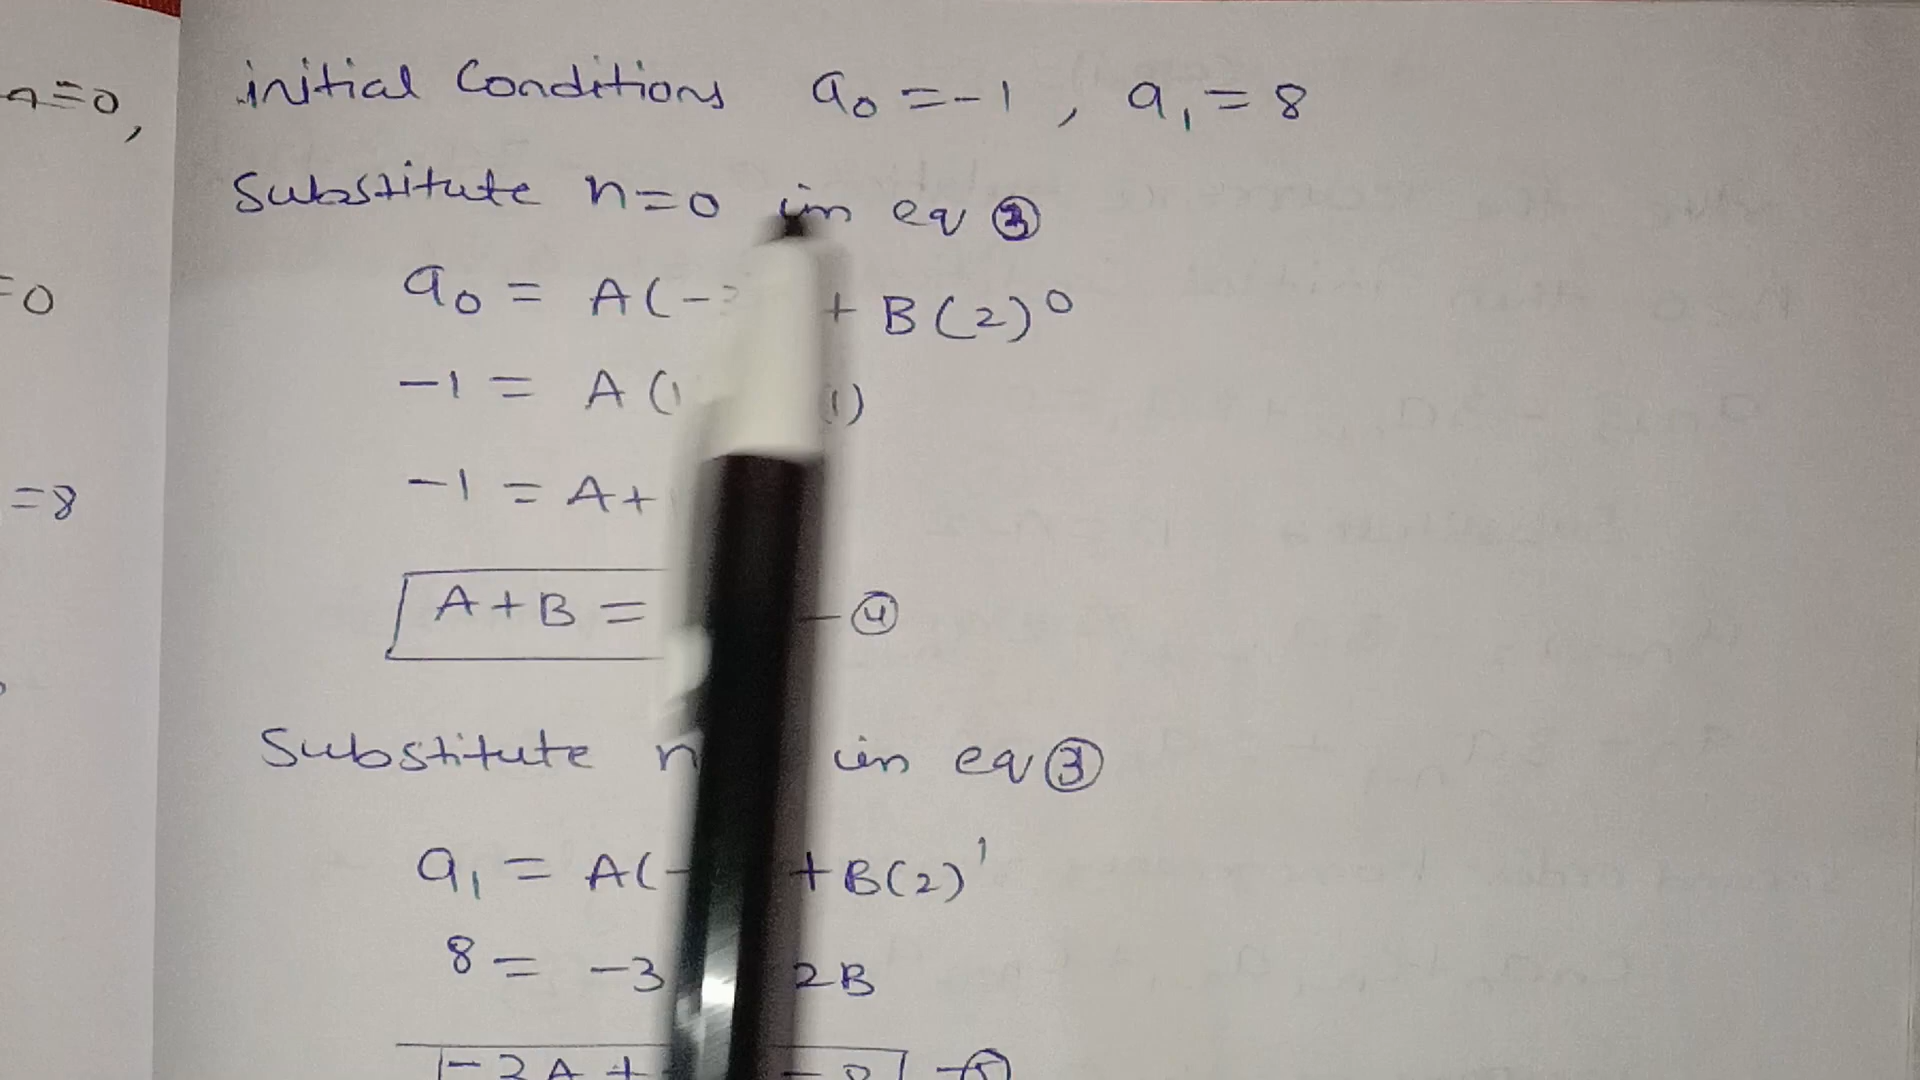 n=0,
=0
=8
initial Conditions a₀ = -1 , a₁ = 8
Substitute n=0 in eq ③
a₀ = A(- + B(2)⁰
-1 = A(1 1)
-1 = A+
A+B = - ④
Substitute n in eq ③
a₁ = A(- +B(2)¹
8 = -3 2B